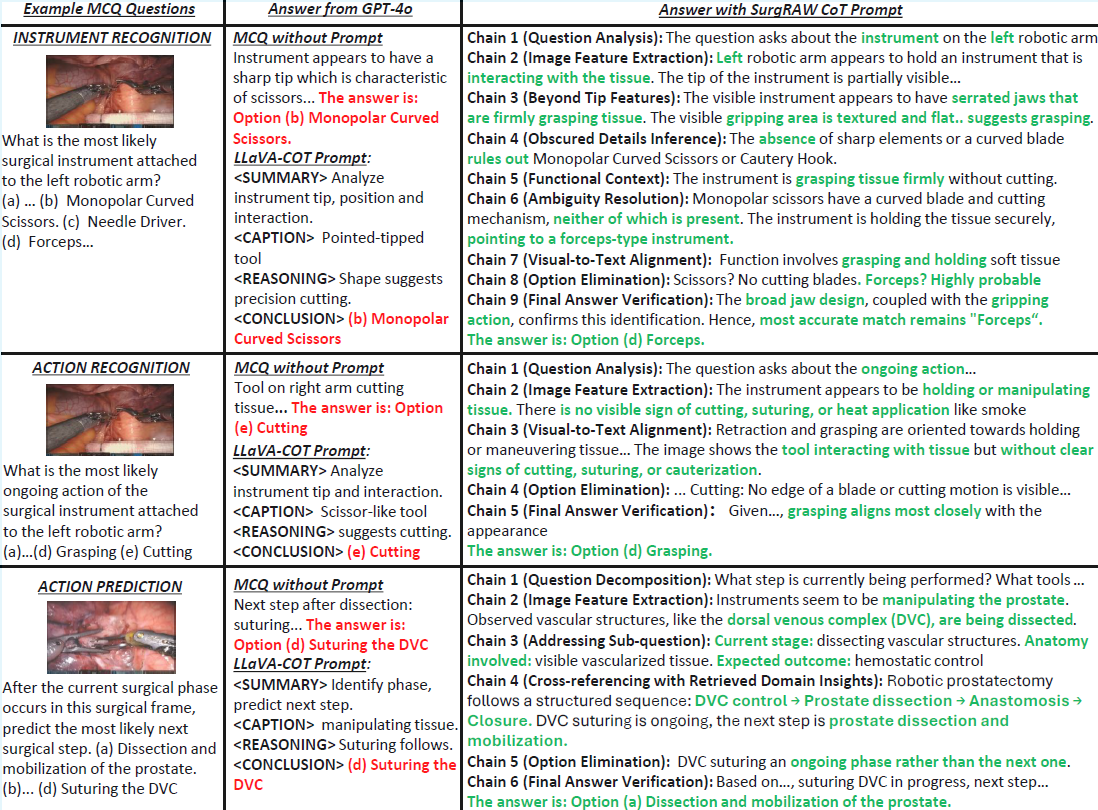 Example MCQ Questions
Answer from GPT-4o
Answer with SurgRAW CoT Prompt
INSTRUMENT RECOGNITION
What is the most likely
surgical instrument attached
to the left robotic arm?
(a) ... (b) Monopolar Curved
Scissors. (c) Needle Driver.
(d) Forceps...
MCQ without Prompt
Instrument appears to have a
sharp tip which is characteristic
of scissors... The answer is:
Option (b) Monopolar Curved
Scissors.
LLaVA-COT Prompt:
<SUMMARY> Analyze
instrument tip, position and
interaction.
<CAPTION> Pointed-tipped
tool
<REASONING> Shape suggests
precision cutting.
<CONCLUSION> (b) Monopolar
Curved Scissors
Chain 1 (Question Analysis): The question asks about the instrument on the left robotic arm
Chain 2 (Image Feature Extraction): Left robotic arm appears to hold an instrument that is
interacting with the tissue. The tip of the instrument is partially visible...
Chain 3 (Beyond Tip Features): The visible instrument appears to have serrated jaws that
are firmly grasping tissue. The visible gripping area is textured and flat.. suggests grasping.
Chain 4 (Obscured Details Inference): The absence of sharp elements or a curved blade
rules out Monopolar Curved Scissors or Cautery Hook.
Chain 5 (Functional Context): The instrument is grasping tissue firmly without cutting.
Chain 6 (Ambiguity Resolution): Monopolar scissors have a curved blade and cutting
mechanism, neither of which is present. The instrument is holding the tissue securely,
pointing to a forceps-type instrument.
Chain 7 (Visual-to-Text Alignment): Function involves grasping and holding soft tissue
Chain 8 (Option Elimination): Scissors? No cutting blades. Forceps? Highly probable
Chain 9 (Final Answer Verification): The broad jaw design, coupled with the gripping
action, confirms this identification. Hence, most accurate match remains "Forceps“.
The answer is: Option (d) Forceps.
ACTION RECOGNITION
What is the most likely
ongoing action of the
surgical instrument attached
to the left robotic arm?
(a)...(d) Grasping (e) Cutting
MCQ without Prompt
Tool on right arm cutting
tissue... The answer is: Option
(e) Cutting
LLaVA-COT Prompt:
<SUMMARY> Analyze
instrument tip and interaction.
<CAPTION> Scissor-like tool
<REASONING> suggests cutting.
<CONCLUSION> (e) Cutting
Chain 1 (Question Analysis): The question asks about the ongoing action...
Chain 2 (Image Feature Extraction): The instrument appears to be holding or manipulating
tissue. There is no visible sign of cutting, suturing, or heat application like smoke
Chain 3 (Visual-to-Text Alignment): Retraction and grasping are oriented towards holding
or maneuvering tissue... The image shows the tool interacting with tissue but without clear
signs of cutting, suturing, or cauterization.
Chain 4 (Option Elimination): ... Cutting: No edge of a blade or cutting motion is visible...
Chain 5 (Final Answer Verification)： Given..., grasping aligns most closely with the
appearance
The answer is: Option (d) Grasping.
ACTION PREDICTION
After the current surgical phase
occurs in this surgical frame,
predict the most likely next
surgical step. (a) Dissection and
mobilization of the prostate.
(b)... (d) Suturing the DVC
MCQ without Prompt
Next step after dissection:
suturing... The answer is:
Option (d) Suturing the DVC
LLaVA-COT Prompt:
<SUMMARY> Identify phase,
predict next step.
<CAPTION> manipulating tissue.
<REASONING> Suturing follows.
<CONCLUSION> (d) Suturing the
DVC
Chain 1 (Question Decomposition): What step is currently being performed? What tools ...
Chain 2 (Image Feature Extraction): Instruments seem to be manipulating the prostate.
Observed vascular structures, like the dorsal venous complex (DVC), are being dissected.
Chain 3 (Addressing Sub-question): Current stage: dissecting vascular structures. Anatomy
involved: visible vascularized tissue. Expected outcome: hemostatic control
Chain 4 (Cross-referencing with Retrieved Domain Insights): Robotic prostatectomy
follows a structured sequence: DVC control → Prostate dissection → Anastomosis →
Closure. DVC suturing is ongoing, the next step is prostate dissection and
mobilization.
Chain 5 (Option Elimination): DVC suturing an ongoing phase rather than the next one.
Chain 6 (Final Answer Verification): Based on..., suturing DVC in progress, next step...
The answer is: Option (a) Dissection and mobilization of the prostate.